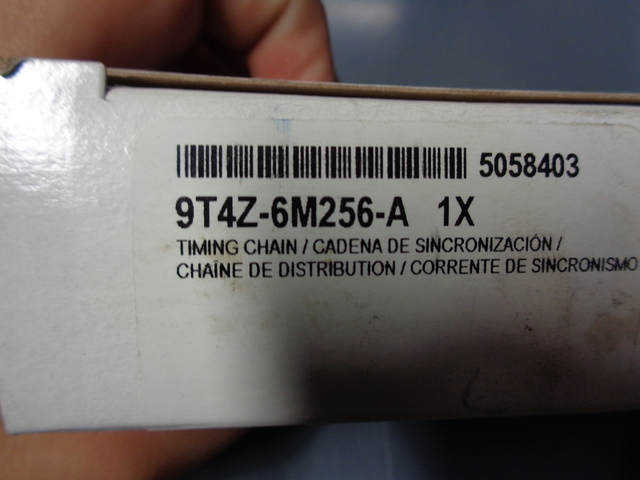 5058403
9T4Z-6M256-A 1X
TIMING CHAIN / CADENA DE SINCRONIZACIÓN /
CHAÎNE DE DISTRIBUTION / CORRENTE DE SINCRONISMO